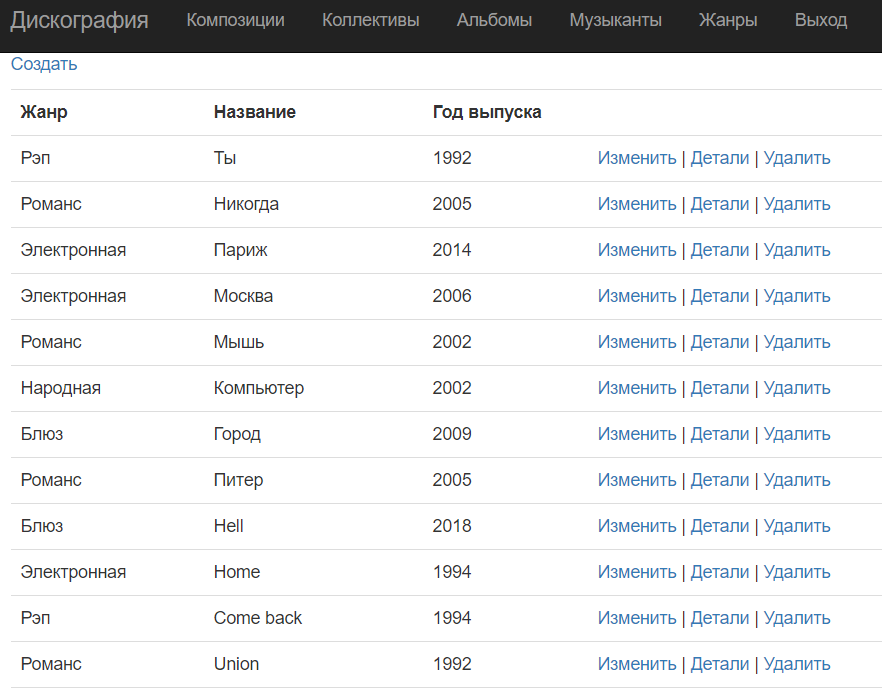 Дискография Композиции Коллективы Альбомы Музыканты Жанры Выход
Создать
Жанр Название Год выпуска
Рэп Ты 1992 Изменить | Детали | Удалить
Романс Никогда 2005 Изменить | Детали | Удалить
Электронная Париж 2014 Изменить | Детали | Удалить
Электронная Москва 2006 Изменить | Детали | Удалить
Романс Мышь 2002 Изменить | Детали | Удалить
Народная Компьютер 2002 Изменить | Детали | Удалить
Блюз Город 2009 Изменить | Детали | Удалить
Романс Питер 2005 Изменить | Детали | Удалить
Блюз Hell 2018 Изменить | Детали | Удалить
Электронная Home 1994 Изменить | Детали | Удалить
Рэп Come back 1994 Изменить | Детали | Удалить
Романс Union 1992 Изменить | Детали | Удалить